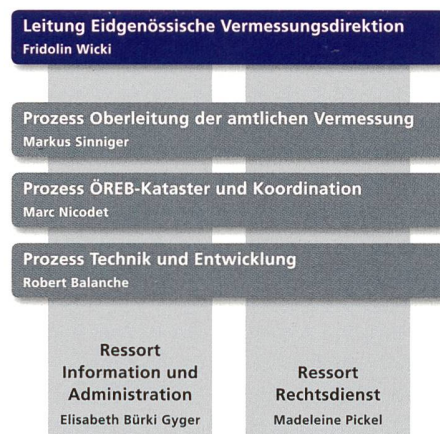 Leitung Eidgenössische Vermessungsdirektion
Fridolin Wicki
Prozess Oberleitung der amtlichen Vermessung
Markus Sinniger
Prozess ÖREB-Kataster und Koordination
Marc Nicodet
Prozess Technik und Entwicklung
Robert Balanche
Ressort
Information und
Administration
Elisabeth Bürki Gyger
Ressort
Rechtsdienst
Madeleine Pickel